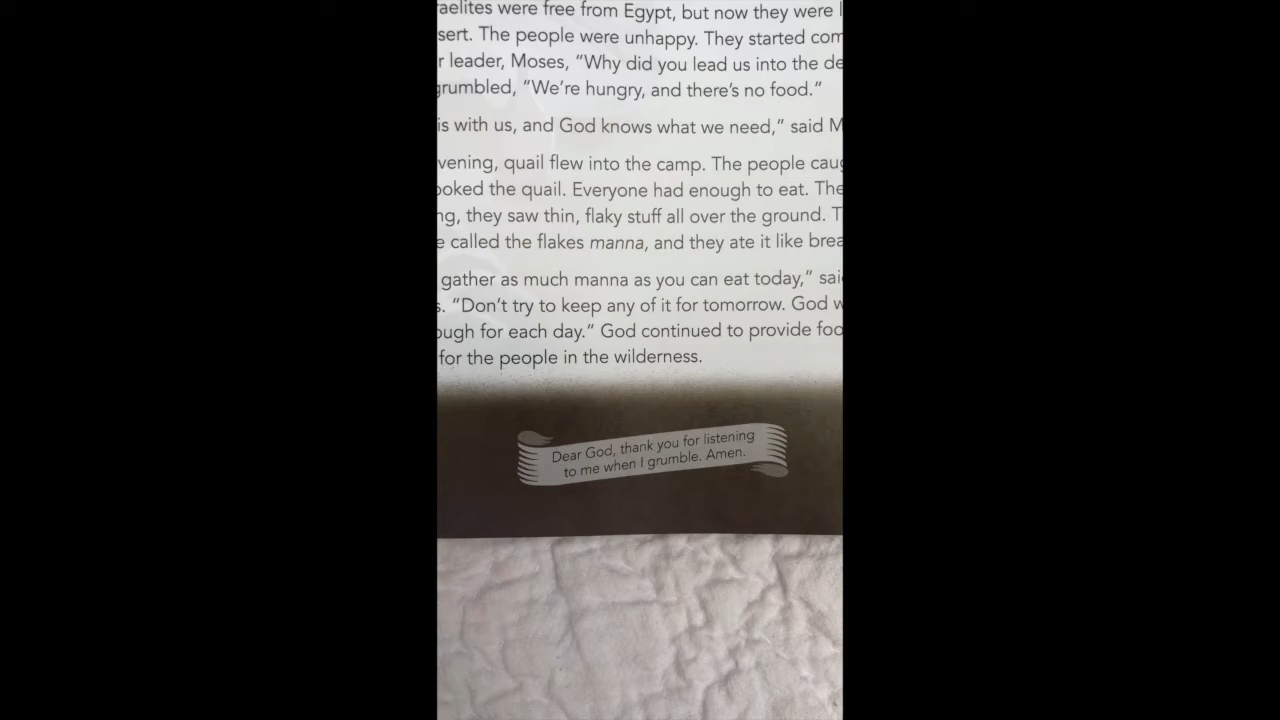 raelites were free from Egypt, but now they were
sert. The people were unhappy. They started com
r leader, Moses, “Why did you lead us into the de
grumbled, “We’re hungry, and there’s no food.”
is with us, and God knows what we need,” said M
vening, quail flew into the camp. The people caug
ooked the quail. Everyone had enough to eat. The
ng, they saw thin, flaky stuff all over the ground. T
e called the flakes manna, and they ate it like brea
gather as much manna as you can eat today,” sai
s. “Don’t try to keep any of it for tomorrow. God w
ough for each day.” God continued to provide foo
for the people in the wilderness.
Dear God, thank you for listening
to me when I grumble. Amen.